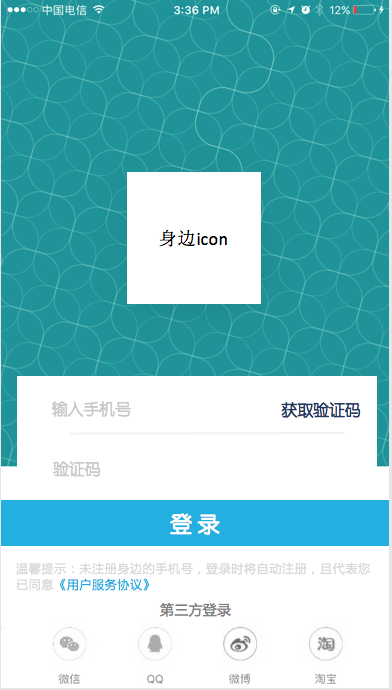 中国电信 3:36 PM 12%
身边icon
输入手机号 获取验证码
验证码
登录
温馨提示：未注册身边的手机号，登录时将自动注册，且代表您
已同意《用户服务协议》
第三方登录
淘
微信 QQ 微博 淘宝